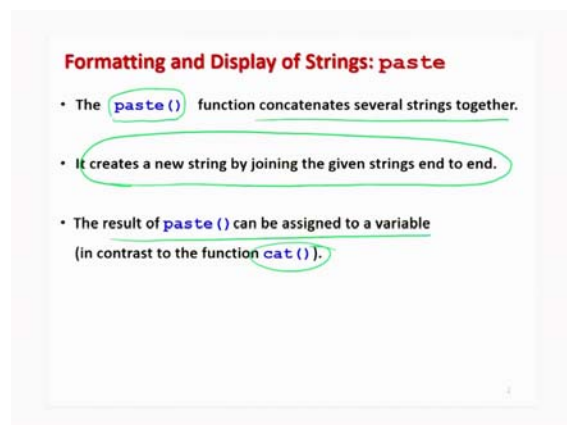 Formatting and Display of Strings: paste
• The paste() function concatenates several strings together.
• It creates a new string by joining the given strings end to end.
• The result of paste() can be assigned to a variable
(in contrast to the function cat()).